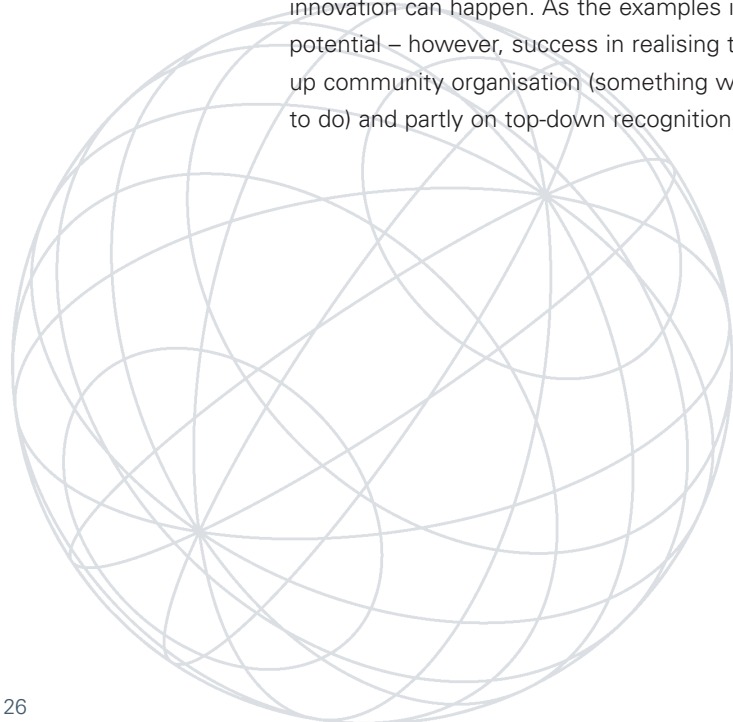 innovation can happen. As the examples i
potential – however, success in realising t
up community organisation (something w
to do) and partly on top-down recognition
26